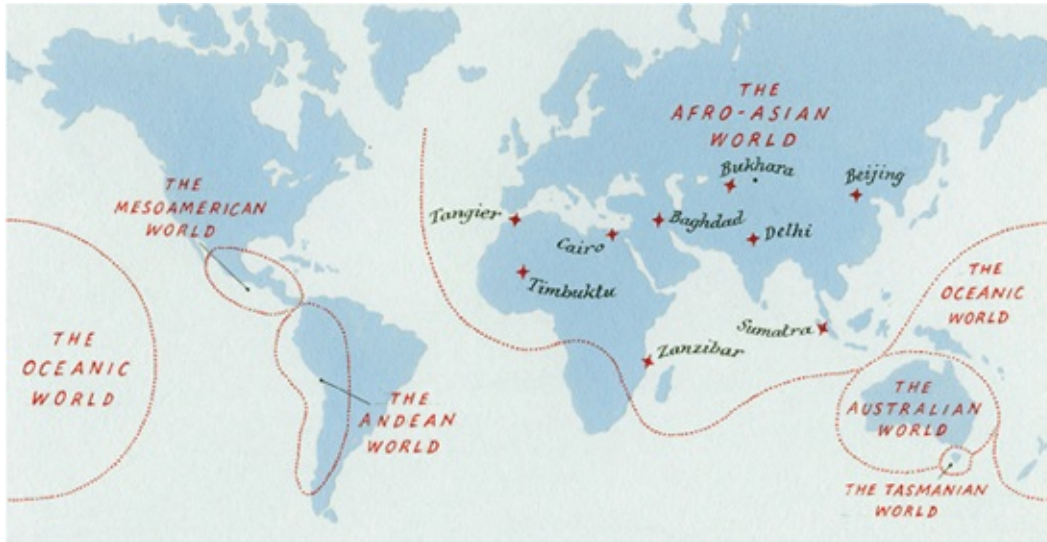 THE
AFRO-ASIAN
WORLD
Bukhara
Beijing
THE
MESOAMERICAN
WORLD
Tangier
Baghdad
Cairo
Delhi
Timbuktu
THE
OCEANIC
WORLD
Sumatra
Zanzibar
THE
OCEANIC
WORLD
THE
ANDEAN
WORLD
THE
AUSTRALIAN
WORLD
THE TASMANIAN
WORLD